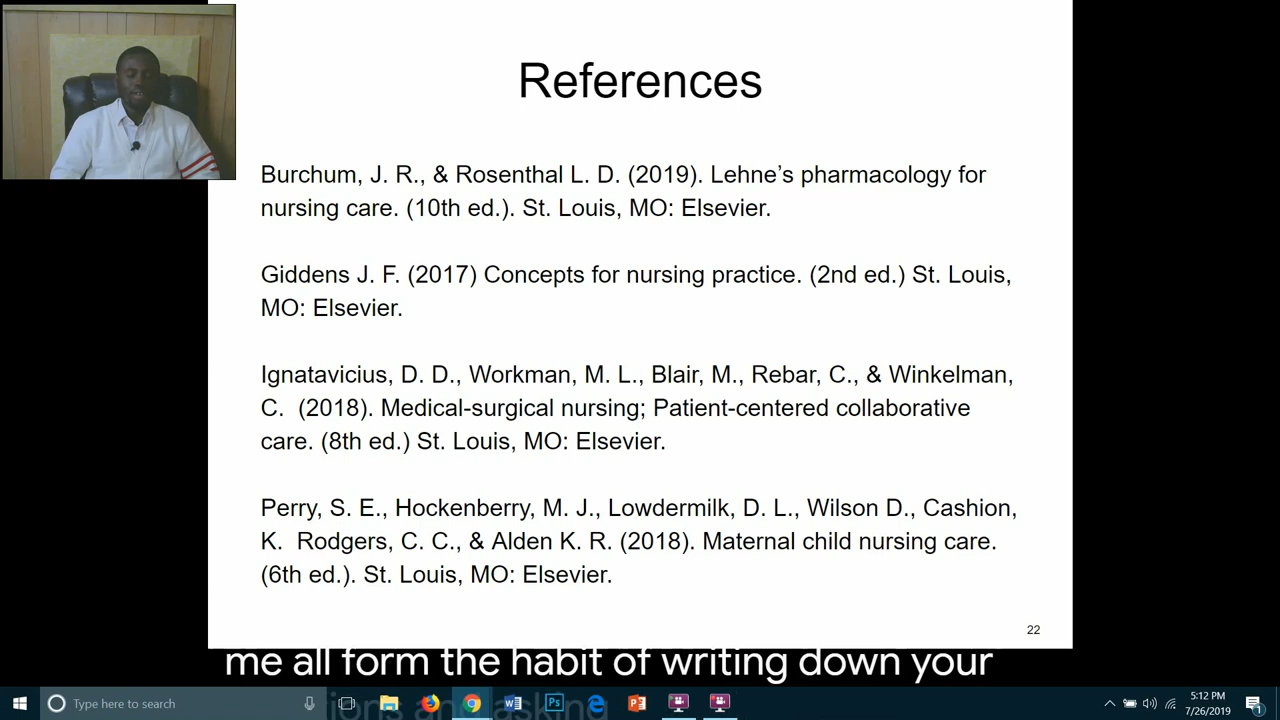 References
Burchum, J. R., & Rosenthal L. D. (2019). Lehne’s pharmacology for
nursing care. (10th ed.). St. Louis, MO: Elsevier.
Giddens J. F. (2017) Concepts for nursing practice. (2nd ed.) St. Louis,
MO: Elsevier.
Ignatavicius, D. D., Workman, M. L., Blair, M., Rebar, C., & Winkelman,
C. (2018). Medical-surgical nursing; Patient-centered collaborative
care. (8th ed.) St. Louis, MO: Elsevier.
Perry, S. E., Hockenberry, M. J., Lowdermilk, D. L., Wilson D., Cashion,
K. Rodgers, C. C., & Alden K. R. (2018). Maternal child nursing care.
(6th ed.). St. Louis, MO: Elsevier.
22
me all form the habit of writing down your
Type here to search
5:12 PM
7/26/2019